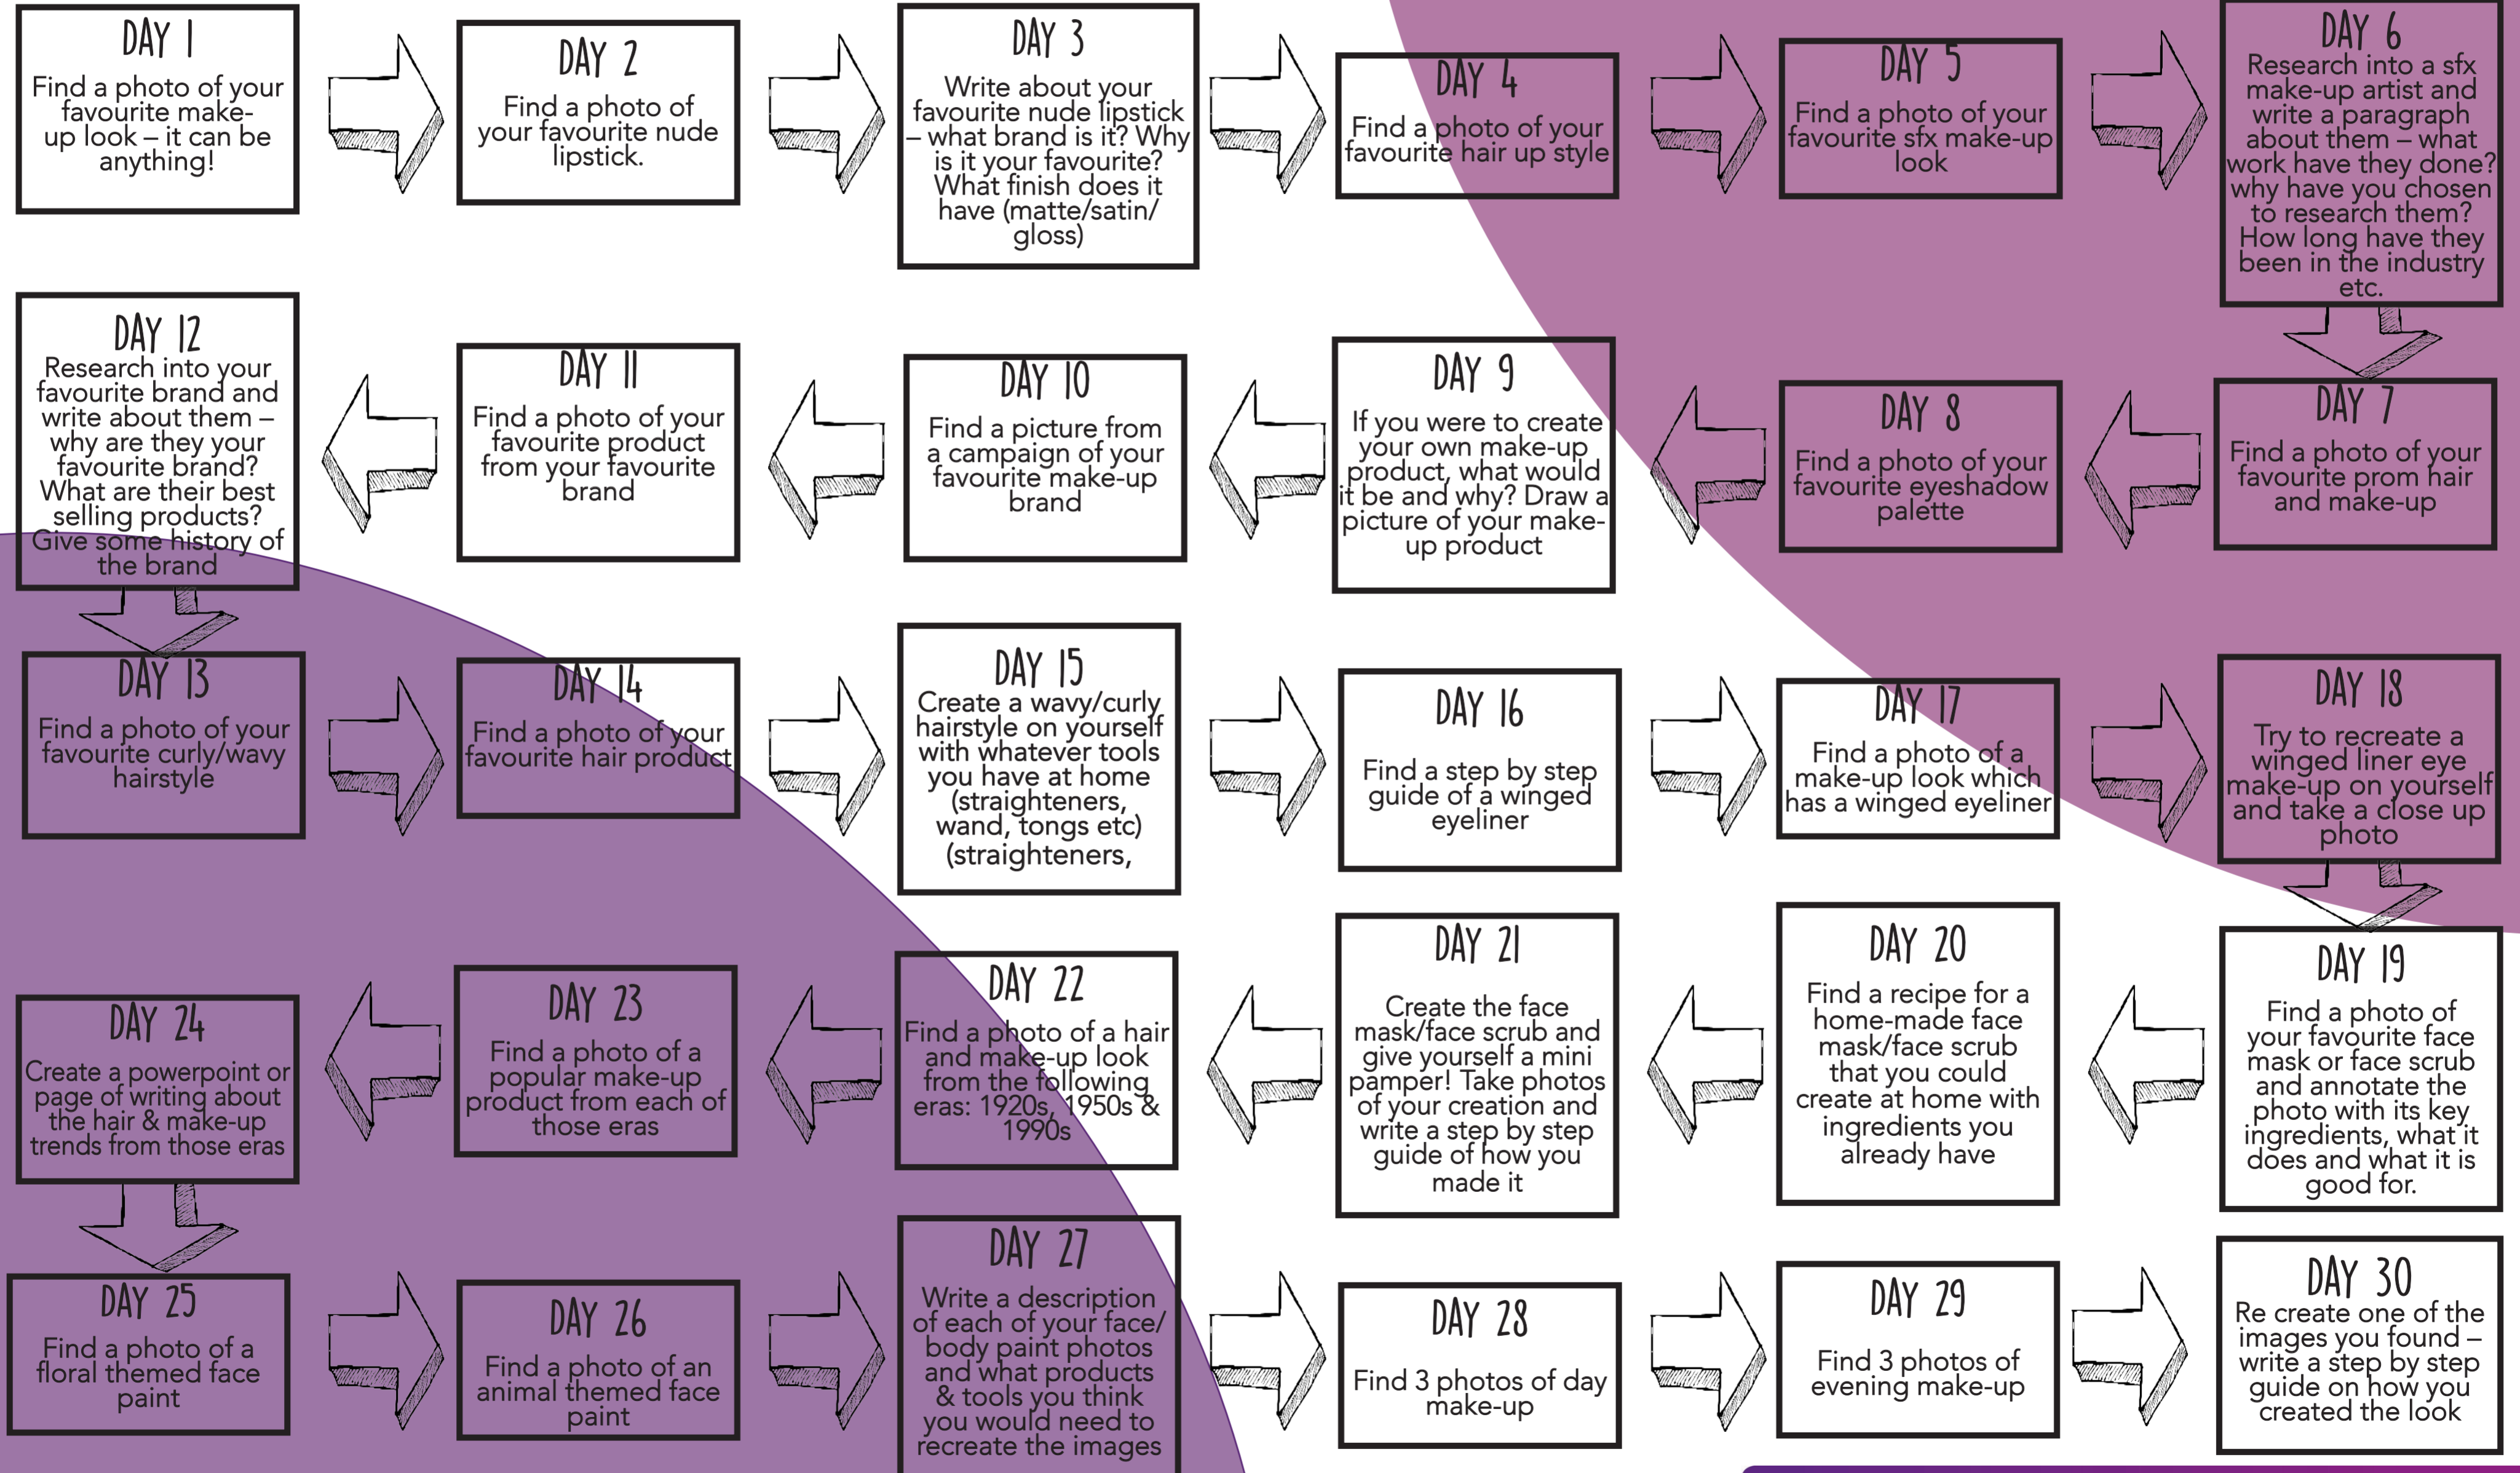 DAY 1
Find a photo of your
favourite make-
up look – it can be
anything!
DAY 2
Find a photo of
your favourite nude
lipstick.
DAY 3
Write about your
favourite nude lipstick
– what brand is it? Why
is it your favourite?
What finish does it
have (matte/satin/
gloss)
DAY 4
Find a photo of your
favourite hair up style
DAY 5
Find a photo of your
favourite sfx make-up
look
DAY 6
Research into a sfx
make-up artist and
write a paragraph
about them – what
work have they done?
why have you chosen
to research them?
How long have they
been in the industry
etc.
DAY 7
Find a photo of your
favourite prom hair
and make-up
DAY 8
Find a photo of your
favourite eyeshadow
palette
DAY 9
If you were to create
your own make-up
product, what would
it be and why? Draw a
picture of your make-
up product
DAY 10
Find a picture from
a campaign of your
favourite make-up
brand
DAY 11
Find a photo of your
favourite product
from your favourite
brand
DAY 12
Research into your
favourite brand and
write about them –
why are they your
favourite brand?
What are their best
selling products?
Give some history of
the brand
DAY 13
Find a photo of your
favourite curly/wavy
hairstyle
DAY 14
Find a photo of your
favourite hair product
DAY 15
Create a wavy/curly
hairstyle on yourself
with whatever tools
you have at home
(straighteners,
wand, tongs etc)
(straighteners,
DAY 16
Find a step by step
guide of a winged
eyeliner
DAY 17
Find a photo of a
make-up look which
has a winged eyeliner
DAY 18
Try to recreate a
winged liner eye
make-up on yourself
and take a close up
photo
DAY 19
Find a photo of
your favourite face
mask or face scrub
and annotate the
photo with its key
ingredients, what it
does and what it is
good for.
DAY 20
Find a recipe for a
home-made face
mask/face scrub
that you could
create at home with
ingredients you
already have
DAY 21
Create the face
mask/face scrub and
give yourself a mini
pamper! Take photos
of your creation and
write a step by step
guide of how you
made it
DAY 22
Find a photo of a hair
and make-up look
from the following
eras: 1920s, 1950s &
1990s
DAY 23
Find a photo of a
popular make-up
product from each of
those eras
DAY 24
Create a powerpoint or
page of writing about
the hair & make-up
trends from those eras
DAY 25
Find a photo of a
floral themed face
paint
DAY 26
Find a photo of an
animal themed face
paint
DAY 27
Write a description
of each of your face/
body paint photos
and what products
& tools you think
you would need to
recreate the images
DAY 28
Find 3 photos of day
make-up
DAY 29
Find 3 photos of
evening make-up
DAY 30
Re create one of the
images you found –
write a step by step
guide on how you
created the look